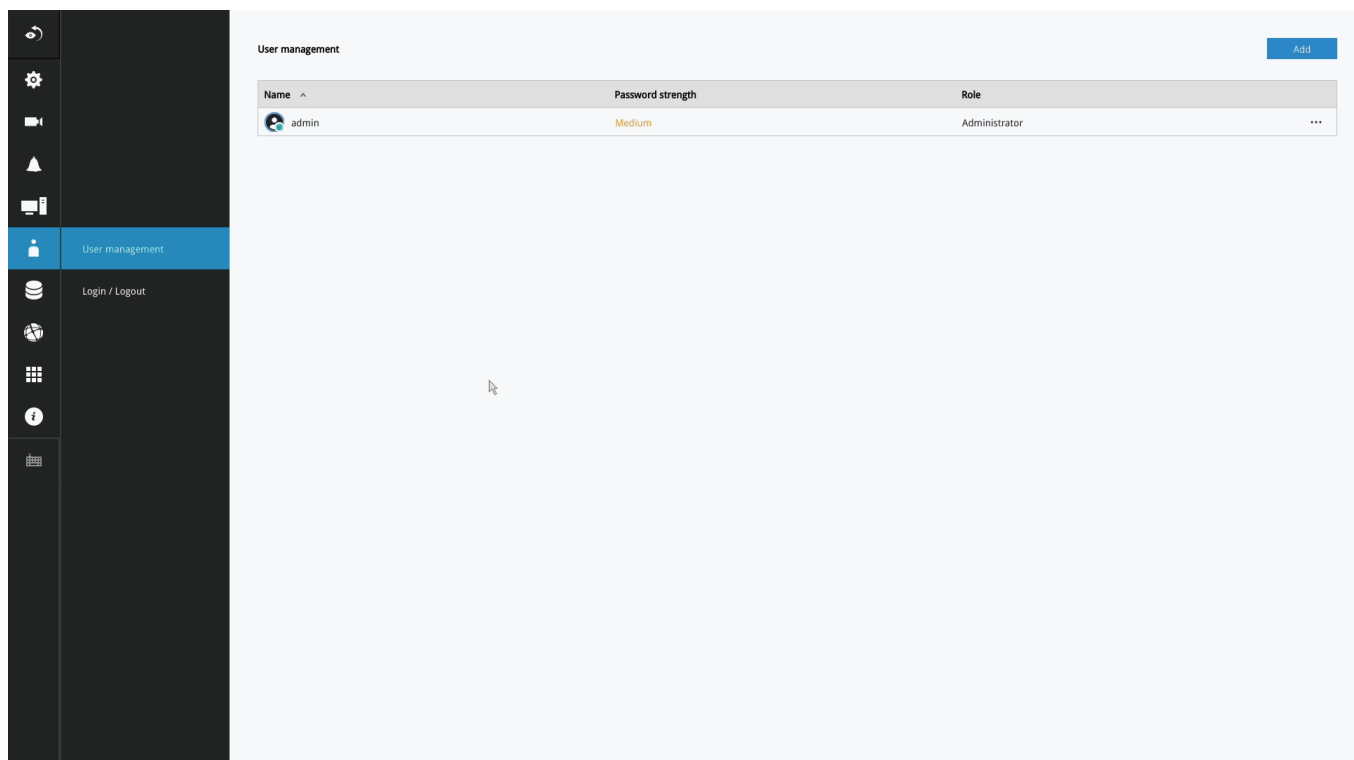 User management
Add
Name
Password strength
Role
admin
Medium
Administrator
User management
Login / Logout